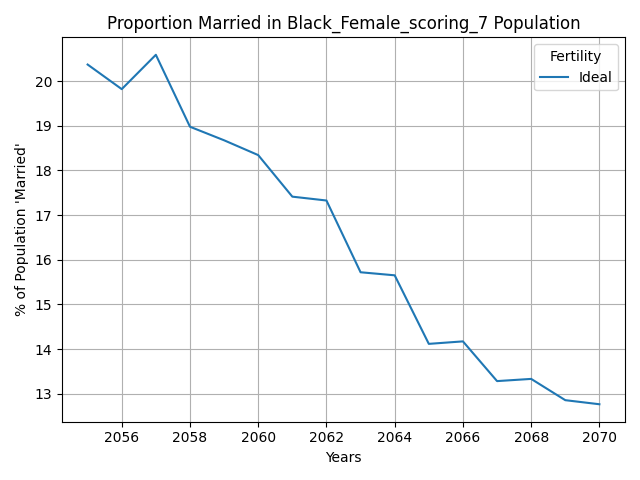 Proportion Married in Black_Female_scoring_7 Population
Fertility
Ideal
% of Population 'Married'
20
19
18
17
16
15
14
13
2056 2058 2060 2062 2064 2066 2068 2070
Years